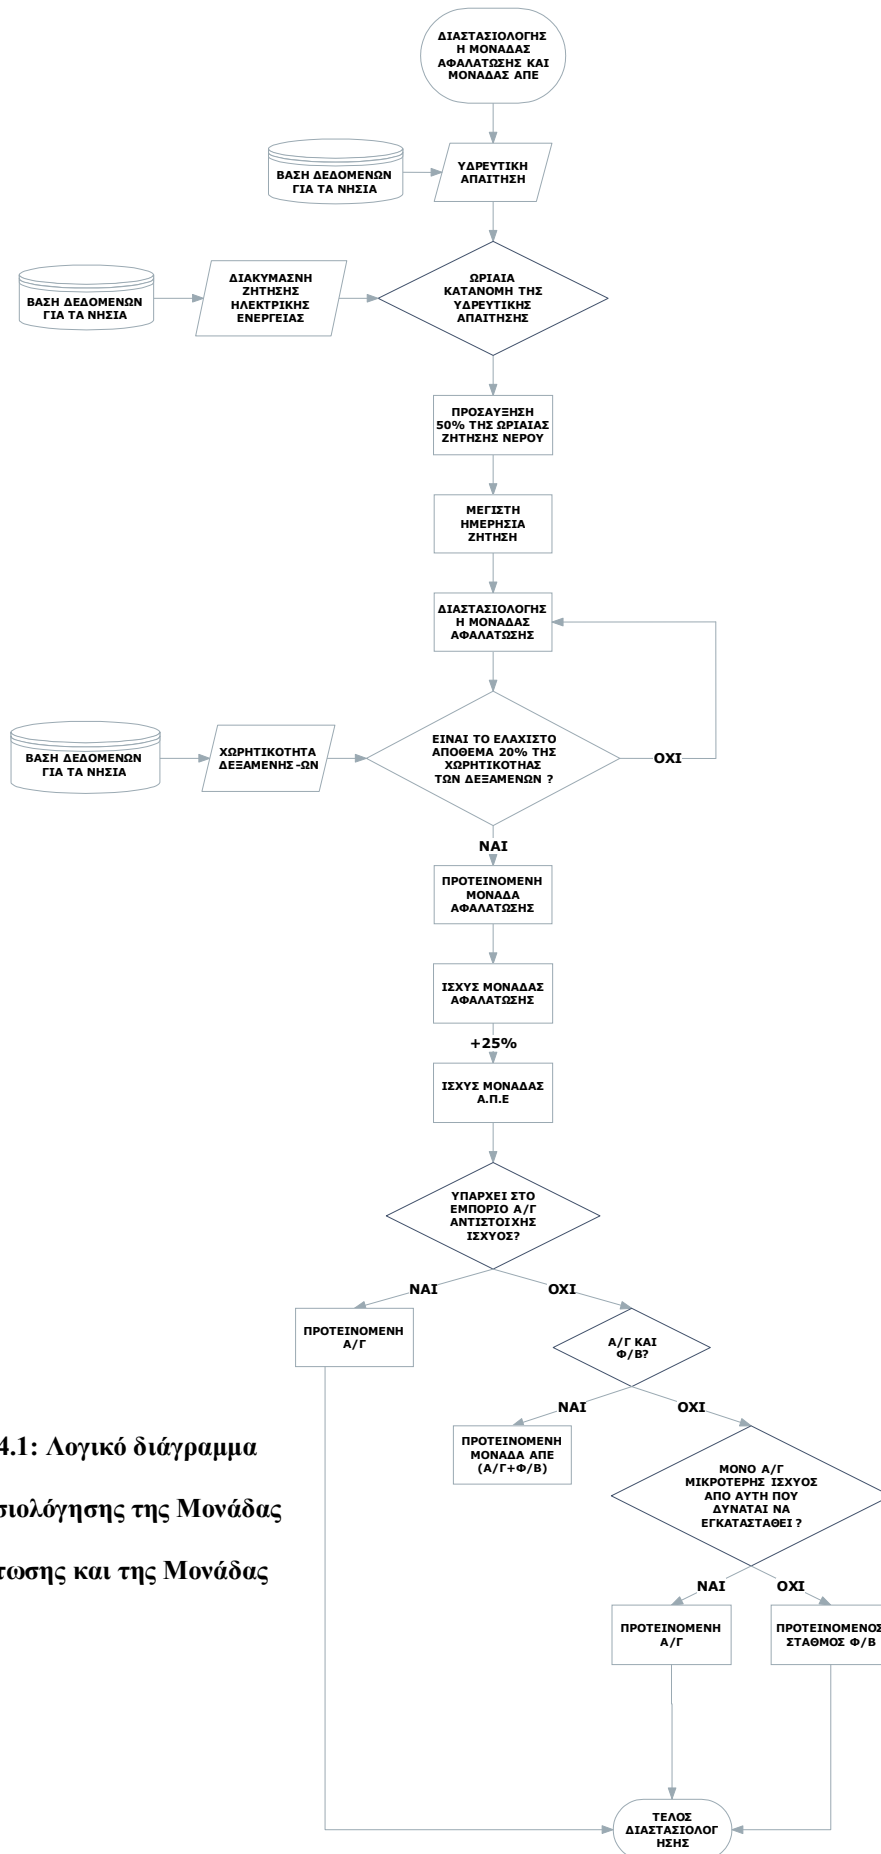 ΔΙΑΣΤΑΣΙΟΛΟΓΗΣ
Η ΜΟΝΑΔΑΣ
ΑΦΑΛΑΤΩΣΗΣ ΚΑΙ
ΜΟΝΑΔΑΣ ΑΠΕ
ΒΑΣΗ ΔΕΔΟΜΕΝΩΝ
ΓΙΑ ΤΑ ΝΗΣΙΑ
ΥΔΡΕΥΤΙΚΗ
ΑΠΑΙΤΗΣΗ
ΒΑΣΗ ΔΕΔΟΜΕΝΩΝ
ΓΙΑ ΤΑ ΝΗΣΙΑ
ΔΙΑΚΥΜΑΣΝΗ
ΖΗΤΗΣΗΣ
ΗΛΕΚΤΡΙΚΗΣ
ΕΝΕΡΓΕΙΑΣ
ΩΡΙΑΙΑ
ΚΑΤΑΝΟΜΗ ΤΗΣ
ΥΔΡΕΥΤΙΚΗΣ
ΑΠΑΙΤΗΣΗΣ
ΠΡΟΣΑΥΞΗΣΗ
50% ΤΗΣ ΩΡΙΑΙΑΣ
ΖΗΤΗΣΗΣ ΝΕΡΟΥ
ΜΕΓΙΣΤΗ
ΗΜΕΡΗΣΙΑ
ΖΗΤΗΣΗ
ΔΙΑΣΤΑΣΙΟΛΟΓΗΣ
Η ΜΟΝΑΔΑΣ
ΑΦΑΛΑΤΩΣΗΣ
ΒΑΣΗ ΔΕΔΟΜΕΝΩΝ
ΓΙΑ ΤΑ ΝΗΣΙΑ
ΧΩΡΗΤΙΚΟΤΗΤΑ
ΔΕΞΑΜΕΝΗΣ-ΩΝ
ΕΙΝΑΙ ΤΟ ΕΛΑΧΙΣΤΟ
ΑΠΟΘΕΜΑ 20% ΤΗΣ
ΧΩΡΗΤΙΚΟΤΗΑΣ
ΤΩΝ ΔΕΞΑΜΕΝΩΝ ?
ΟΧΙ
ΝΑΙ
ΠΡΟΤΕΙΝΟΜΕΝΗ
ΜΟΝΑΔΑ
ΑΦΑΛΑΤΩΣΗΣ
ΙΣΧΥΣ ΜΟΝΑΔΑΣ
ΑΦΑΛΑΤΩΣΗΣ
+25%
ΙΣΧΥΣ ΜΟΝΑΔΑΣ
Α.Π.Ε
ΥΠΑΡΧΕΙ ΣΤΟ
ΕΜΠΟΡΙΟ Α/Γ
ΑΝΤΙΣΤΟΙΧΗΣ
ΙΣΧΥΟΣ?
ΝΑΙ
ΟΧΙ
ΠΡΟΤΕΙΝΟΜΕΝΗ
Α/Γ
Α/Γ ΚΑΙ
Φ/Β?
ΝΑΙ
ΟΧΙ
ΠΡΟΤΕΙΝΟΜΕΝΗ
ΜΟΝΑΔΑ ΑΠΕ
(Α/Γ+Φ/Β)
ΜΟΝΟ Α/Γ
ΜΙΚΡΟΤΕΡΗΣ ΙΣΧΥΟΣ
ΑΠΟ ΑΥΤΗ ΠΟΥ
ΔΥΝΑΤΑΙ ΝΑ
ΕΓΚΑΤΑΣΤΑΘΕΙ ?
4.1: Λογικό διάγραμμα
σιολόγησης της Μονάδας
τωσης και της Μονάδας
ΝΑΙ
ΟΧΙ
ΠΡΟΤΕΙΝΟΜΕΝΗ
Α/Γ
ΠΡΟΤΕΙΝΟΜΕΝΟΣ
ΣΤΑΘΜΟΣ Φ/Β
ΤΕΛΟΣ
ΔΙΑΣΤΑΣΙΟΛΟΓ
ΗΣΗΣ